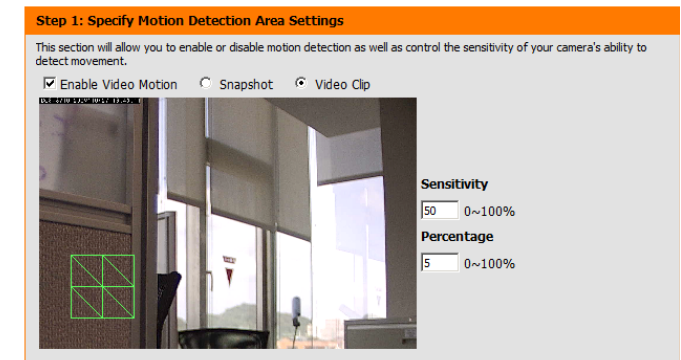 Step 1: Specify Motion Detection Area Settings
This section will allow you to enable or disable motion detection as well as control the sensitivity of your camera's ability to
detect movement.
Enable Video Motion Snapshot Video Clip
Sensitivity
50 0~100%
Percentage
5 0~100%